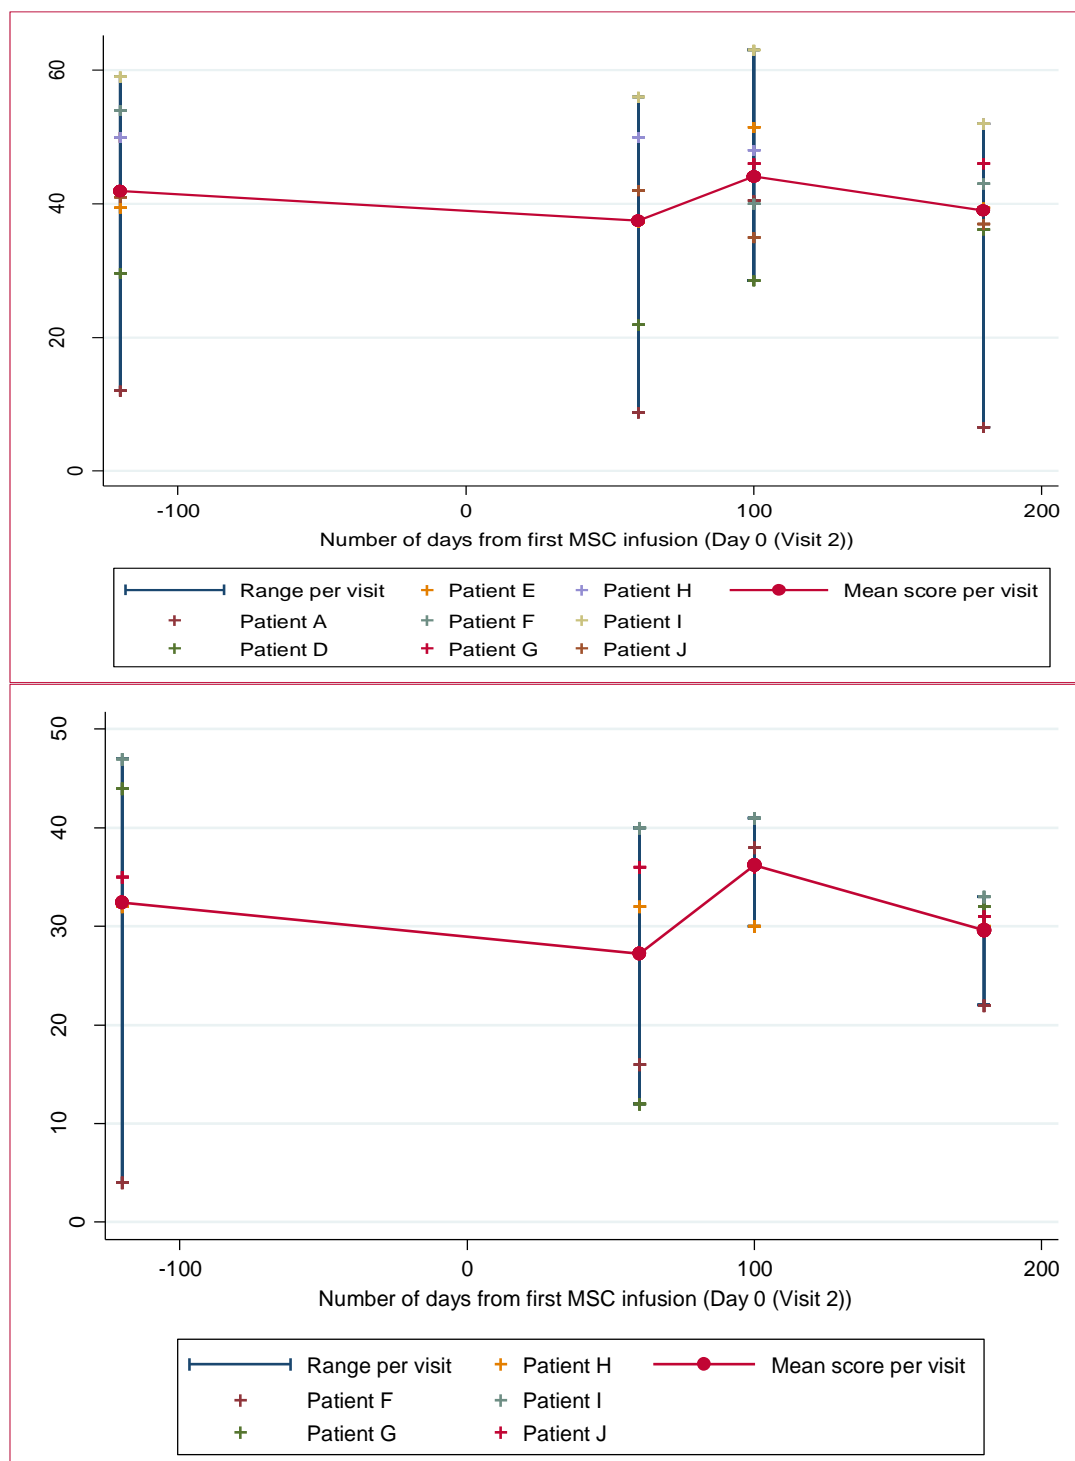 60
40
20
0
-100 0 100 200
Number of days from first MSC infusion (Day 0 (Visit 2))
Range per visit Patient E Patient H Mean score per visit
Patient A Patient F Patient I
Patient D Patient G Patient J
50
40
30
20
10
0
-100 0 100 200
Number of days from first MSC infusion (Day 0 (Visit 2))
Range per visit Patient H Mean score per visit
Patient F Patient I
Patient G Patient J